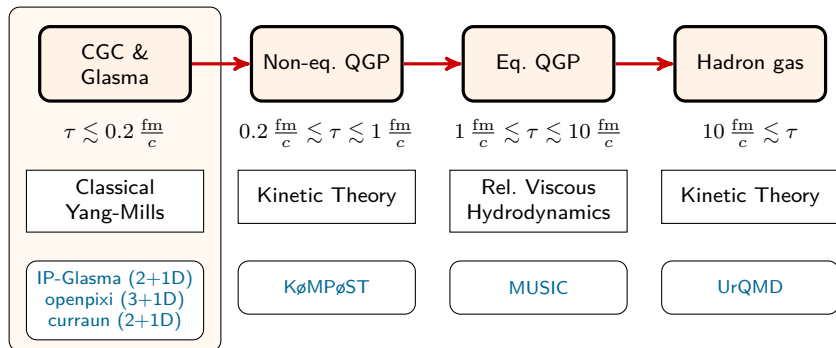 CGC &
Glasma
Non-eq. QGP
Eq. QGP
Hadron gas
τ ≲ 0.2 fm/c
0.2 fm/c ≲ τ ≲ 1 fm/c
1 fm/c ≲ τ ≲ 10 fm/c
10 fm/c ≲ τ
Classical
Yang-Mills
Kinetic Theory
Rel. Viscous
Hydrodynamics
Kinetic Theory
IP-Glasma (2+1D)
openpixi (3+1D)
curraun (2+1D)
KøMPøST
MUSIC
UrQMD